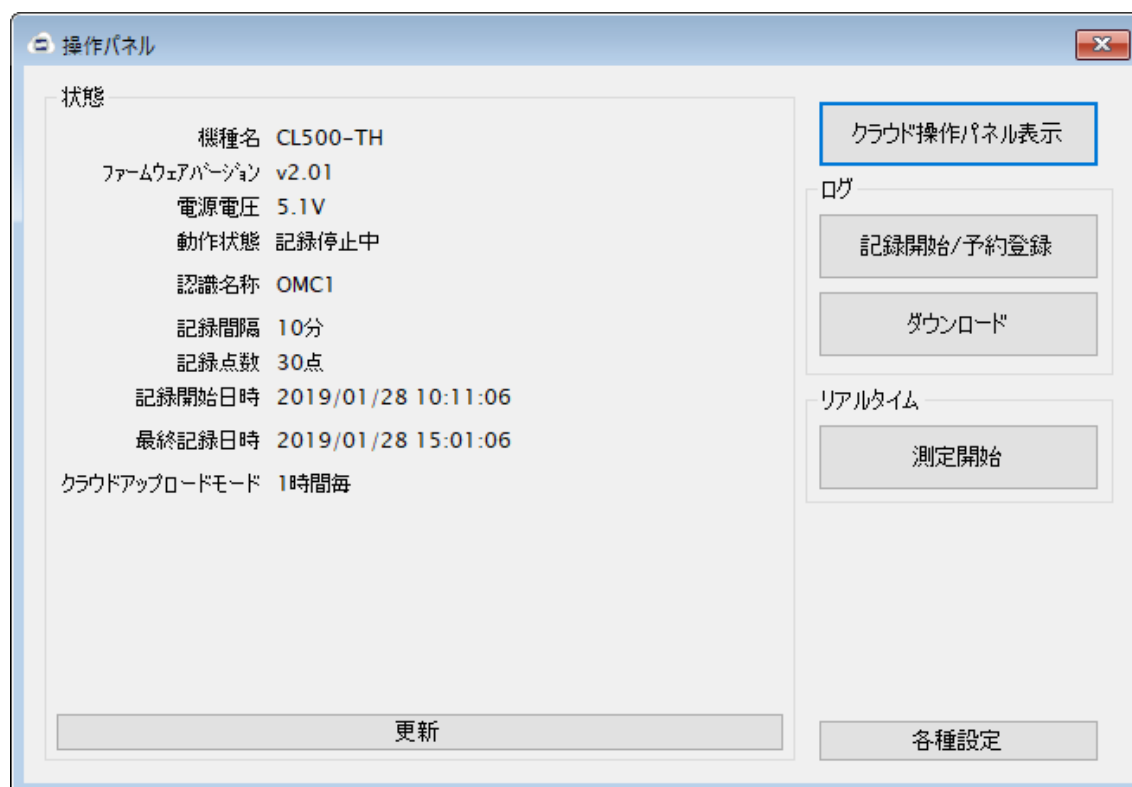 操作パネル
状態
機種名 CL500-TH
ファームウェアバージョン v2.01
電源電圧 5.1V
動作状態 記録停止中
認識名称 OMC1
記録間隔 10分
記録点数 30点
記録開始日時 2019/01/28 10:11:06
最終記録日時 2019/01/28 15:01:06
クラウドアップロードモード 1時間毎
更新
クラウド操作パネル表示
ログ
記録開始/予約登録
ダウンロード
リアルタイム
測定開始
各種設定